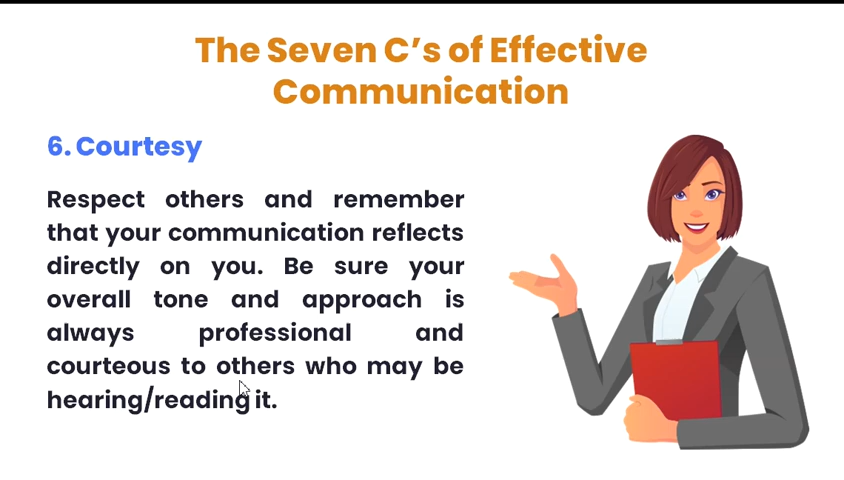 The Seven C’s of Effective
Communication
6. Courtesy
Respect others and remember
that your communication reflects
directly on you. Be sure your
overall tone and approach is
always professional and
courteous to others who may be
hearing/reading it.